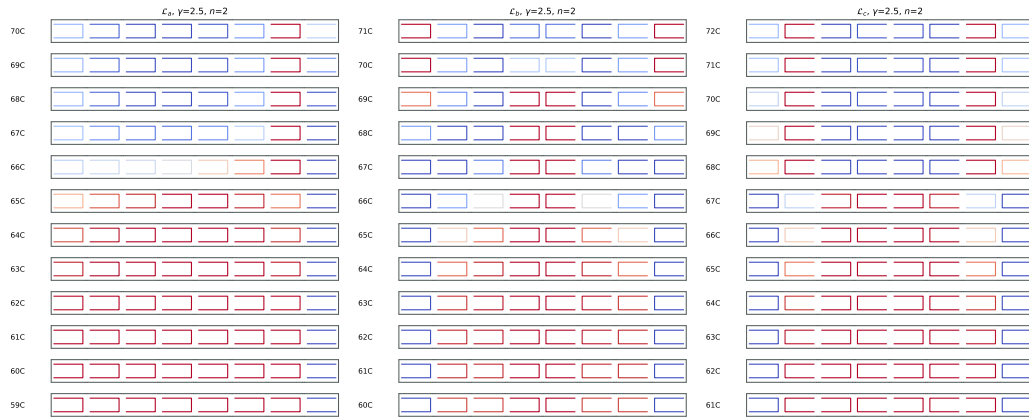 ℒₐ, γ=2.5, n=2
70C
69C
68C
67C
66C
65C
64C
63C
62C
61C
60C
59C
ℒ_b, γ=2.5, n=2
71C
70C
69C
68C
67C
66C
65C
64C
63C
62C
61C
60C
ℒ_c, γ=2.5, n=2
72C
71C
70C
69C
68C
67C
66C
65C
64C
63C
62C
61C